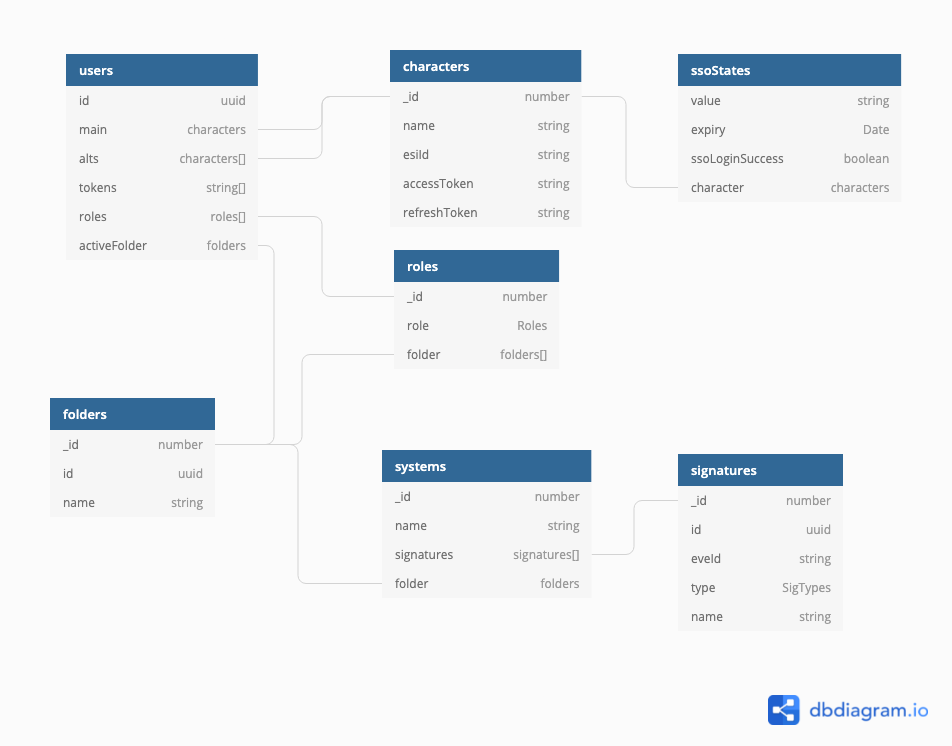 users
id uuid
main characters
alts characters[]
tokens string[]
roles roles[]
activeFolder folders
characters
_id number
name string
esiId string
accessToken string
refreshToken string
ssoStates
value string
expiry Date
ssoLoginSuccess boolean
character characters
roles
_id number
role Roles
folder folders[]
folders
_id number
id uuid
name string
systems
_id number
name string
signatures signatures[]
folder folders
signatures
_id number
id uuid
eveId string
type SigTypes
name string
dbdiagram.io